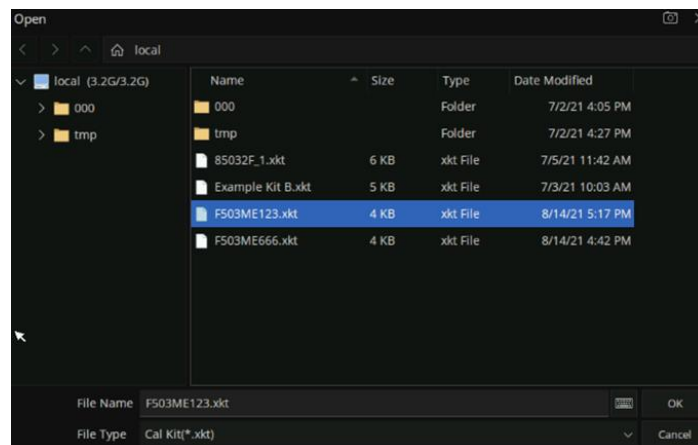 Open
local
local (3.2G/3.2G)
000
tmp
Name Size Type Date Modified
000 Folder 7/2/21 4:05 PM
tmp Folder 7/2/21 4:27 PM
85032F_1.xkt 6 KB xkt File 7/5/21 11:42 AM
Example Kit B.xkt 5 KB xkt File 7/3/21 10:03 AM
F503ME123.xkt 4 KB xkt File 8/14/21 5:17 PM
F503ME666.xkt 4 KB xkt File 8/14/21 4:42 PM
File Name F503ME123.xkt OK
File Type Cal Kit(*.xkt) Cancel